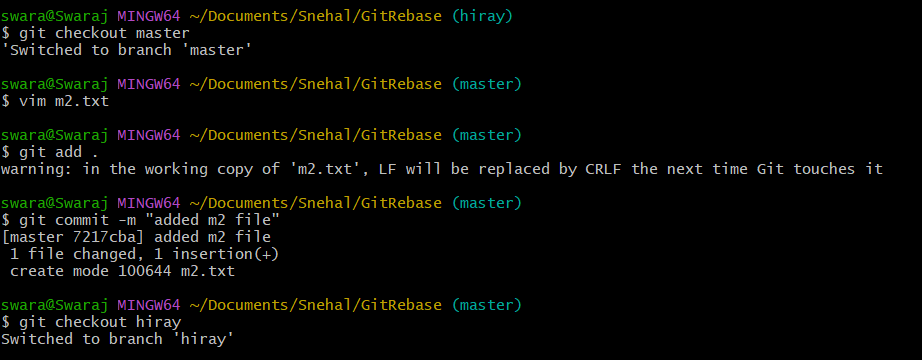 swara@Swaraj MINGW64 ~/Documents/Snehal/GitRebase (hiray)
$ git checkout master
'Switched to branch 'master'
swara@Swaraj MINGW64 ~/Documents/Snehal/GitRebase (master)
$ vim m2.txt
swara@Swaraj MINGW64 ~/Documents/Snehal/GitRebase (master)
$ git add .
warning: in the working copy of 'm2.txt', LF will be replaced by CRLF the next time Git touches it
swara@Swaraj MINGW64 ~/Documents/Snehal/GitRebase (master)
$ git commit -m "added m2 file"
[master 7217cba] added m2 file
 1 file changed, 1 insertion(+)
 create mode 100644 m2.txt
swara@Swaraj MINGW64 ~/Documents/Snehal/GitRebase (master)
$ git checkout hiray
Switched to branch 'hiray'